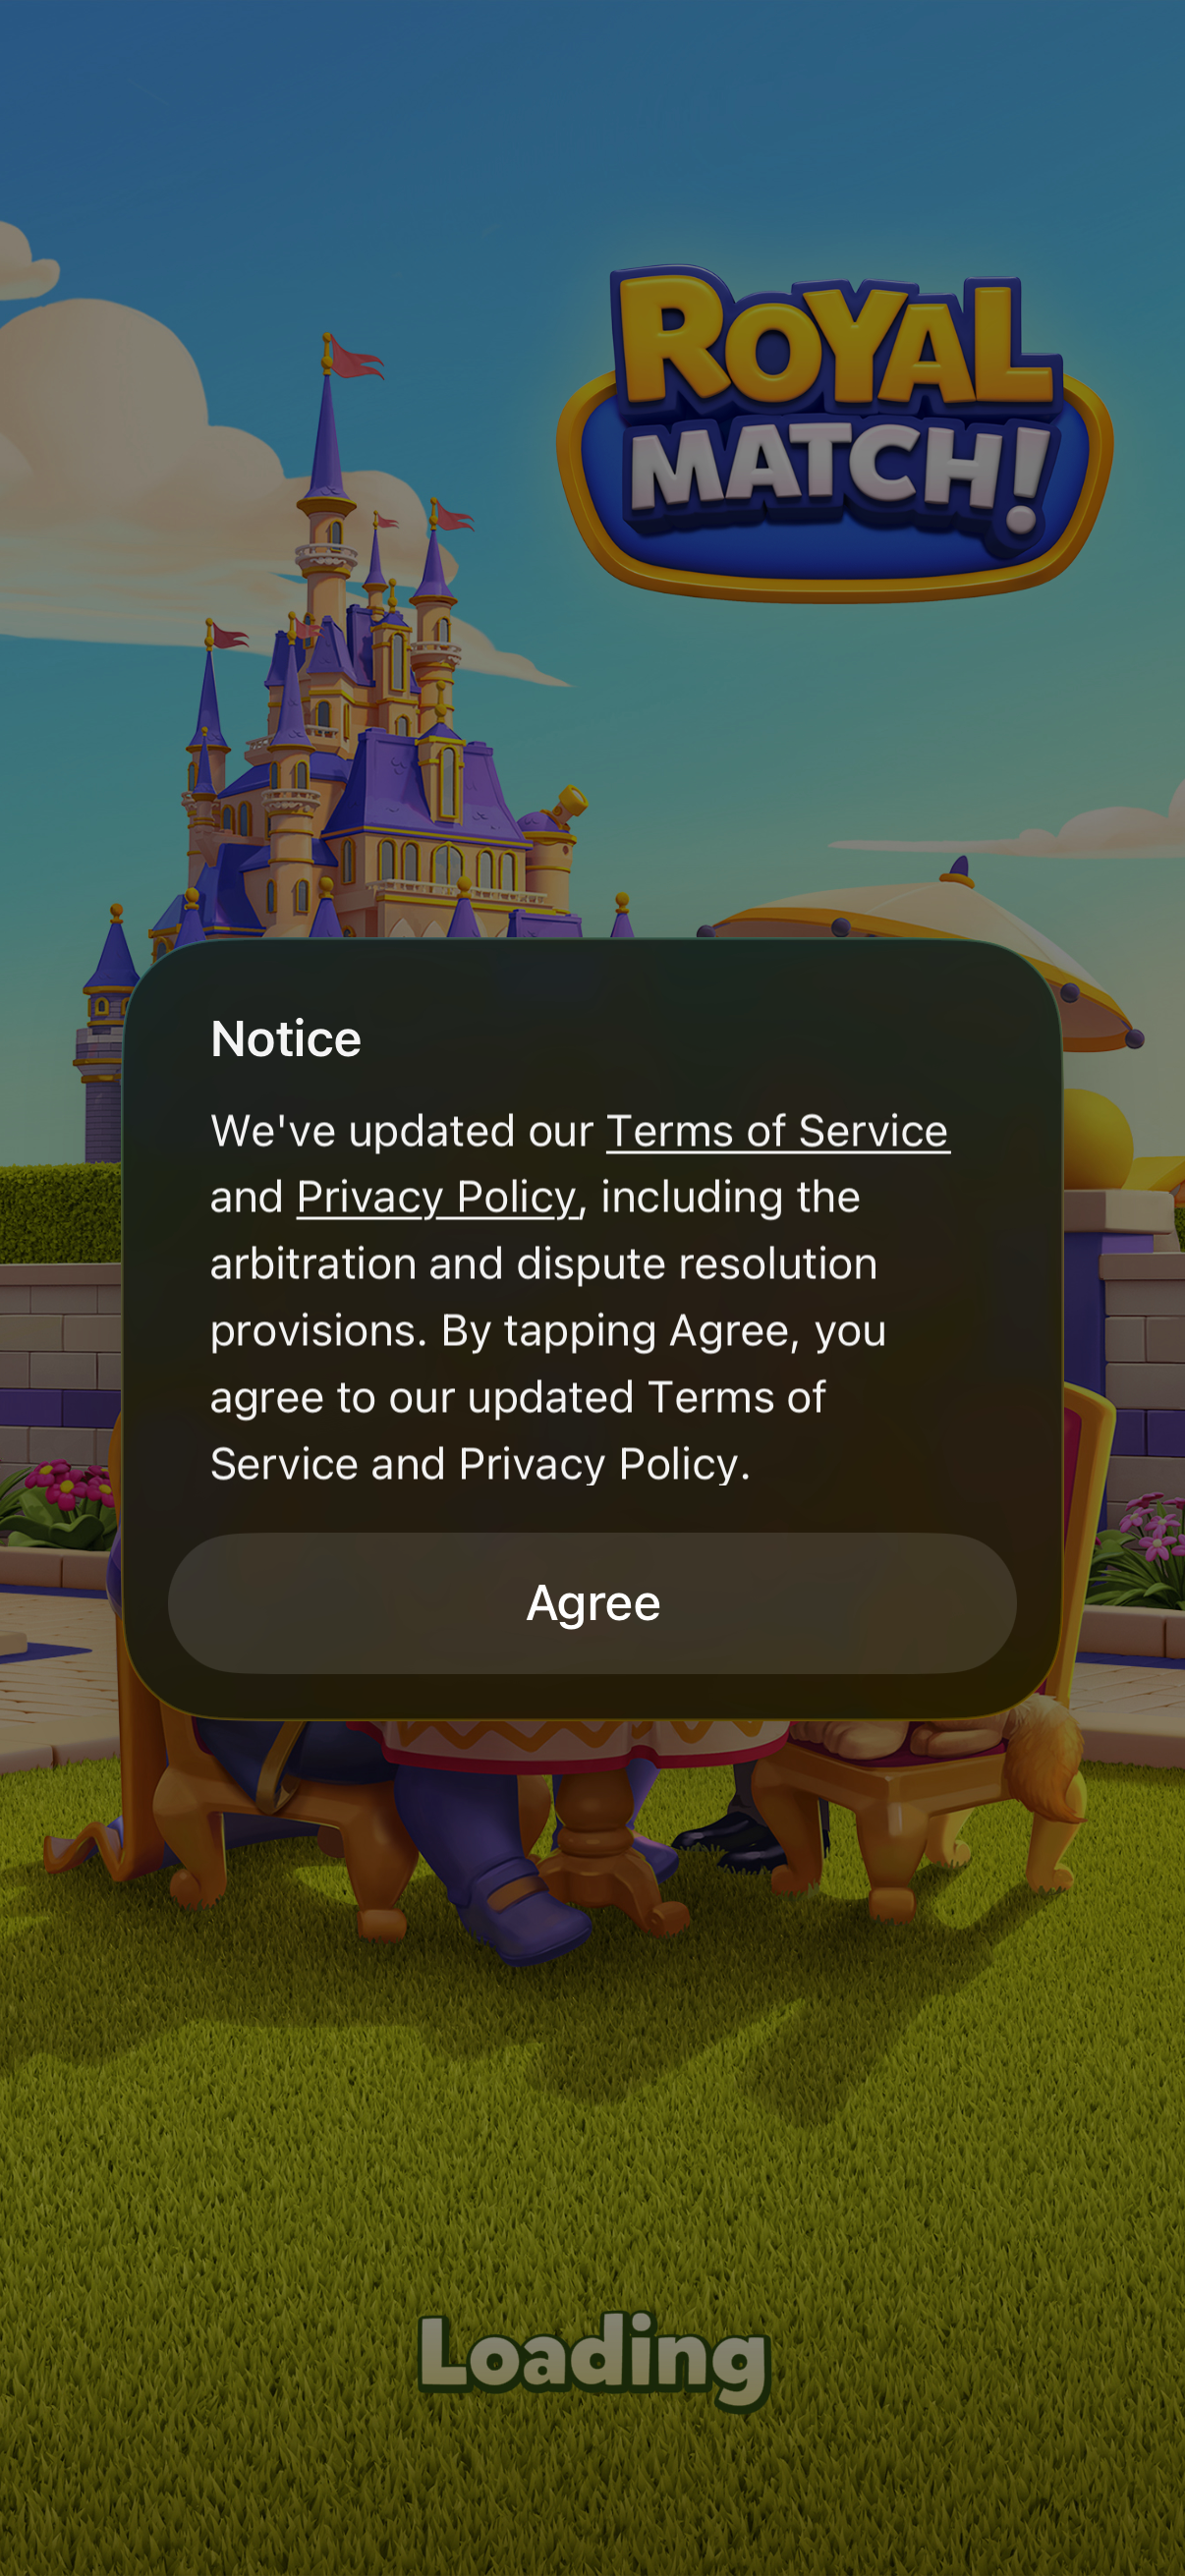 ROYAL
MATCH!
Notice
We've updated our Terms of Service
and Privacy Policy, including the
arbitration and dispute resolution
provisions. By tapping Agree, you
agree to our updated Terms of
Service and Privacy Policy.
Agree
Loading